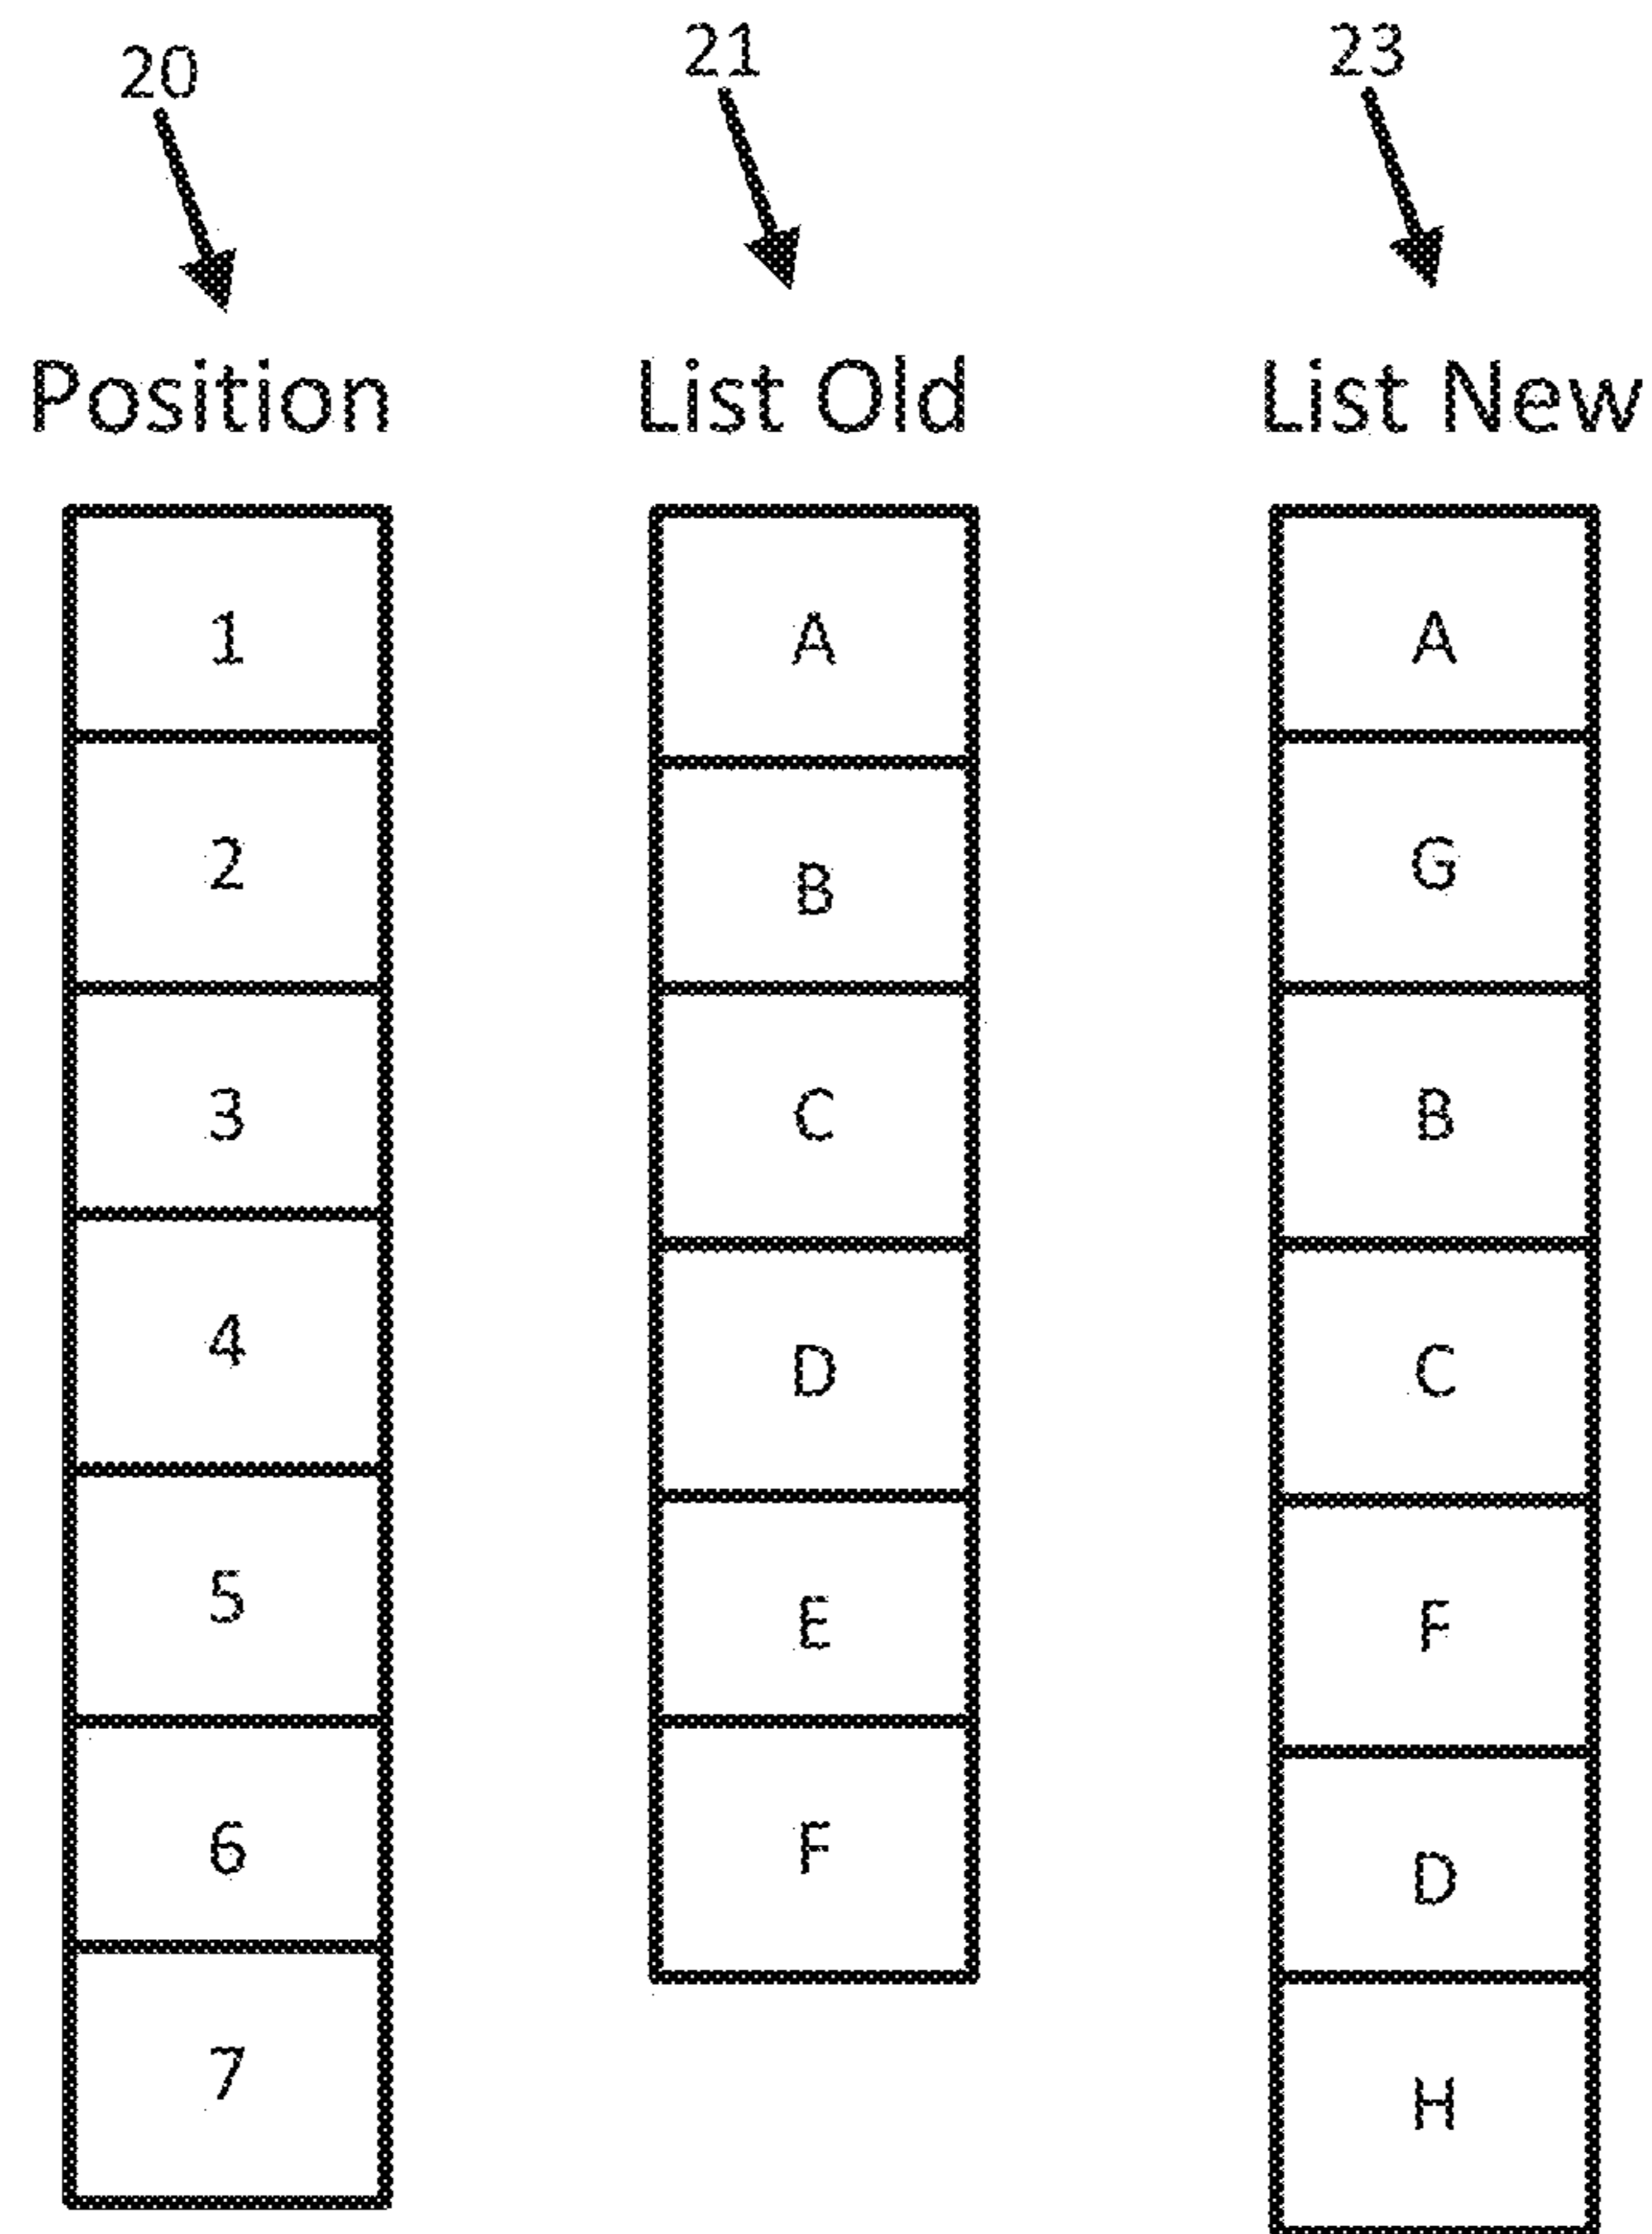 20 21 23
Position List Old List New
1 A A
2 B G
3 C B
4 D C
5 E F
6 F D
7 H